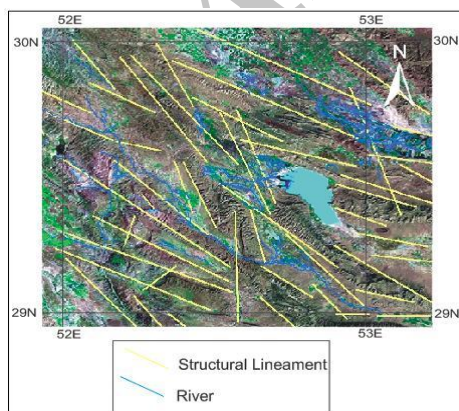 52E 53E
30N 30N
N
29N 29N
52E 53E
Structural Lineament
River